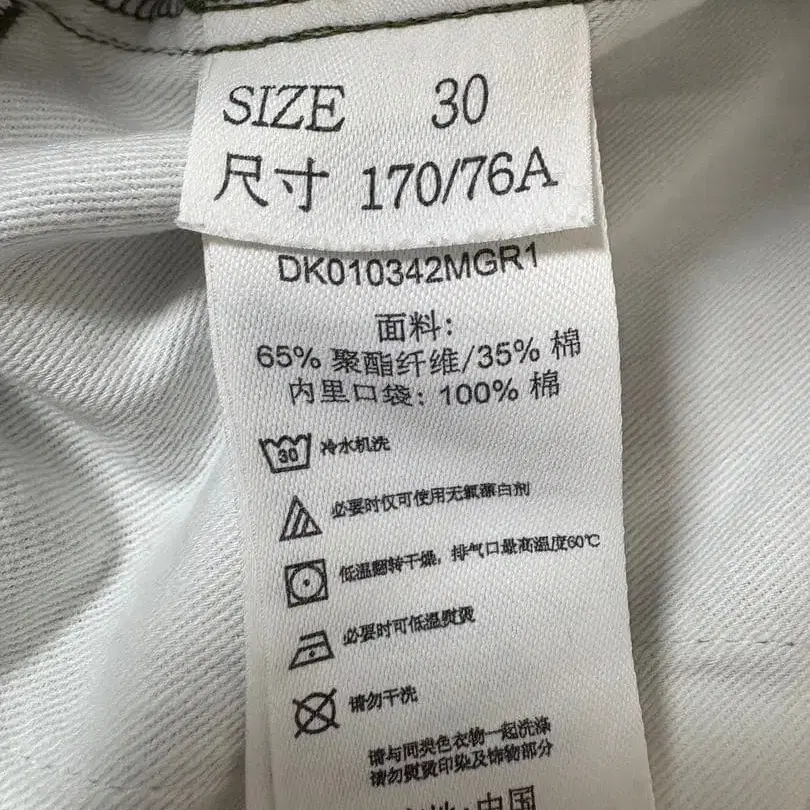 SIZE 30
尺寸 170/76A
DK010342MGR1
面料:
65% 聚酯纤维/35% 棉
内里口袋: 100% 棉
30 冷水机洗
必要时仅可使用无氯漂白剂
低温翻转干燥, 排气口最高温度60℃
必要时可低温熨烫
请勿干洗
请与同类色衣物一起洗涤
请勿熨烫印染及饰物部分
中国